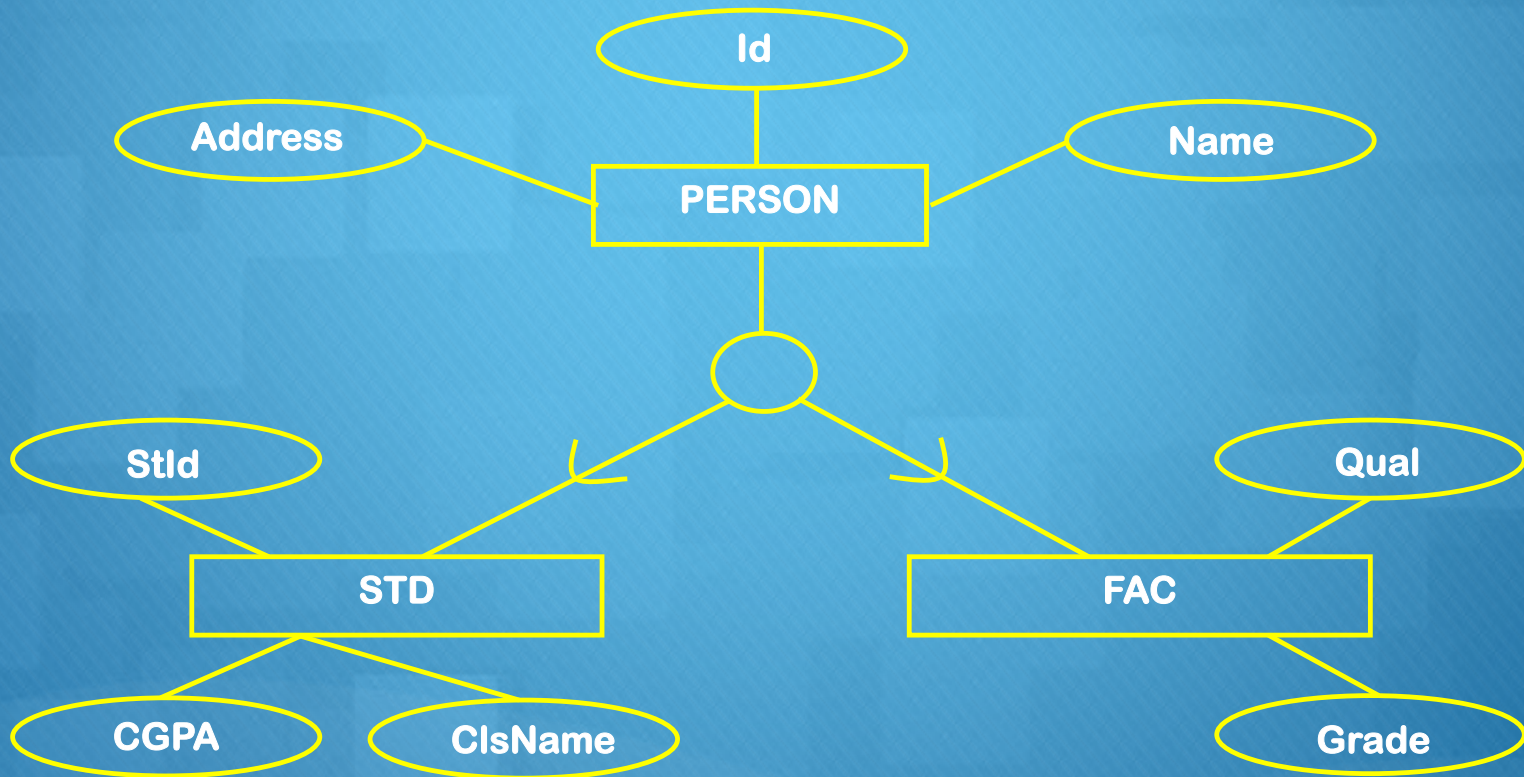 Id
Address
Name
PERSON
StId
Qual
STD
FAC
CGPA
ClsName
Grade